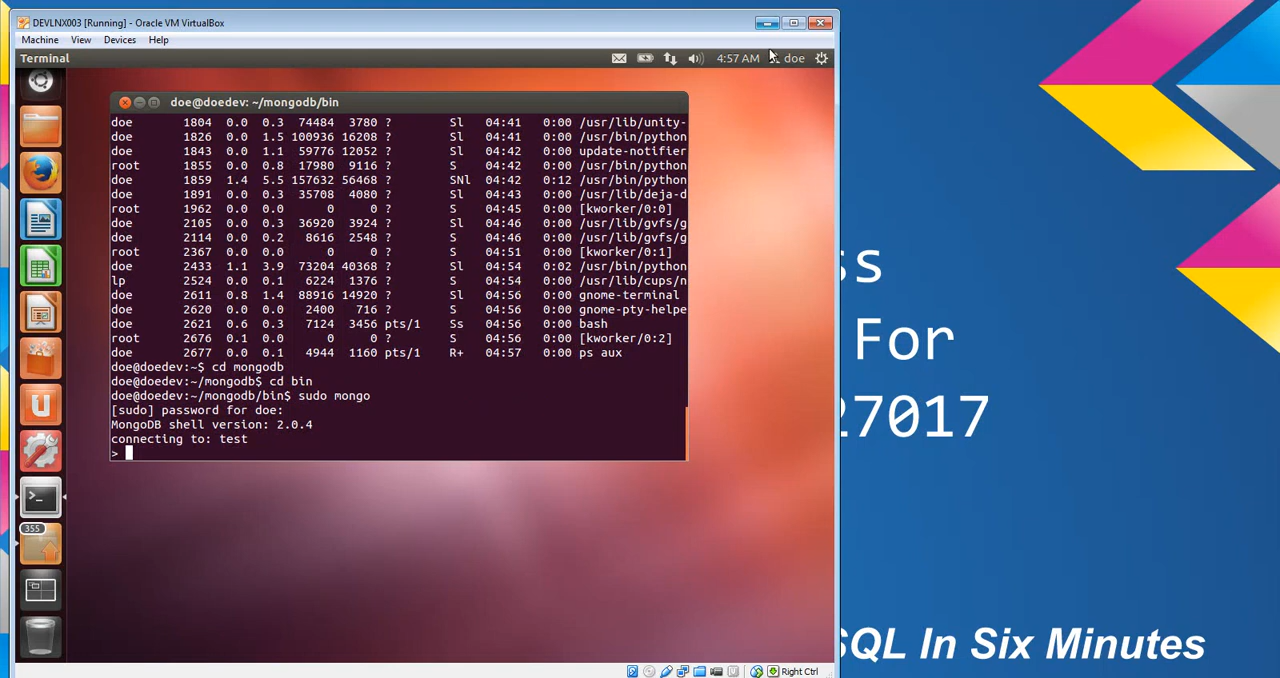 DEVLNX003 [Running] - Oracle VM VirtualBox
Machine View Devices Help
Terminal 4:57 AM doe
doe@doedev: ~/mongodb/bin
doe 1804 0.0 0.3 74484 3780 ? Sl 04:41 0:00 /usr/lib/unity-
doe 1826 0.0 1.5 100936 16208 ? Sl 04:42 0:00 /usr/bin/python
doe 1843 0.0 1.1 59776 12052 ? Sl 04:42 0:00 update-notifier
root 1855 0.0 0.8 17980 9116 ? S 04:42 0:00 /usr/bin/python
doe 1859 1.4 5.5 157632 56468 ? SNl 04:42 0:12 /usr/bin/python
doe 1891 0.0 0.3 35708 4080 ? Sl 04:43 0:00 /usr/lib/deja-d
root 1962 0.0 0.0 0 0 ? S 04:45 0:00 [kworker/0:0]
doe 2105 0.0 0.3 36920 3924 ? Sl 04:46 0:00 /usr/lib/gvfs/g
doe 2114 0.0 0.2 8616 2548 ? S 04:46 0:00 /usr/lib/gvfs/g
root 2367 0.0 0.0 0 0 ? S 04:51 0:00 [kworker/0:1]
doe 2433 1.1 3.9 73204 40368 ? Sl 04:54 0:02 /usr/bin/python
lp 2524 0.0 0.1 6224 1376 ? S 04:54 0:00 /usr/lib/cups/n
doe 2611 0.8 1.4 88916 14920 ? Sl 04:56 0:00 gnome-terminal
doe 2620 0.0 0.0 2400 716 ? S 04:56 0:00 gnome-pty-helpe
doe 2621 0.6 0.3 7124 3456 pts/1 Ss 04:56 0:00 bash
root 2676 0.1 0.0 0 0 ? S 04:56 0:00 [kworker/0:2]
doe 2677 0.0 0.1 4944 1160 pts/1 R+ 04:57 0:00 ps aux
doe@doedev:~$ cd mongodb
doe@doedev:~/mongodb$ cd bin
doe@doedev:~/mongodb/bin$ sudo mongo
[sudo] password for doe:
MongoDB shell version: 2.0.4
connecting to: test
>
355
Right Ctrl
ss
For
27017
SQL In Six Minutes